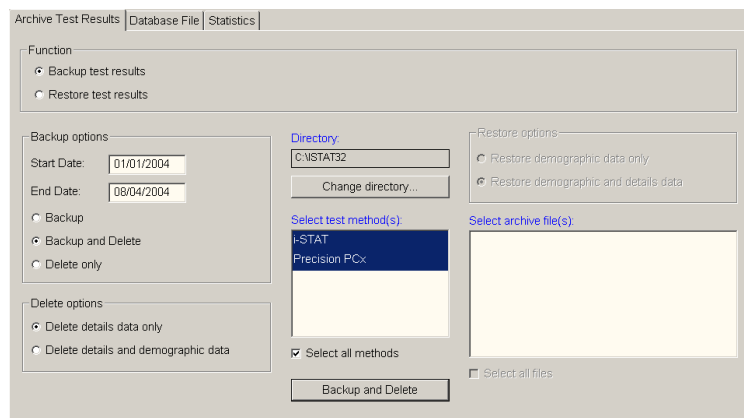 Archive Test Results Database File Statistics
Function
Backup test results
Restore test results
Backup options
Start Date: 01/01/2004
End Date: 08/04/2004
Backup
Backup and Delete
Delete only
Delete options
Delete details data only
Delete details and demographic data
Directory:
C:\ISTAT32
Change directory...
Select test method(s):
i-STAT
Precision PCx
Select all methods
Backup and Delete
Restore options
Restore demographic data only
Restore demographic and details data
Select archive file(s):
Select all files